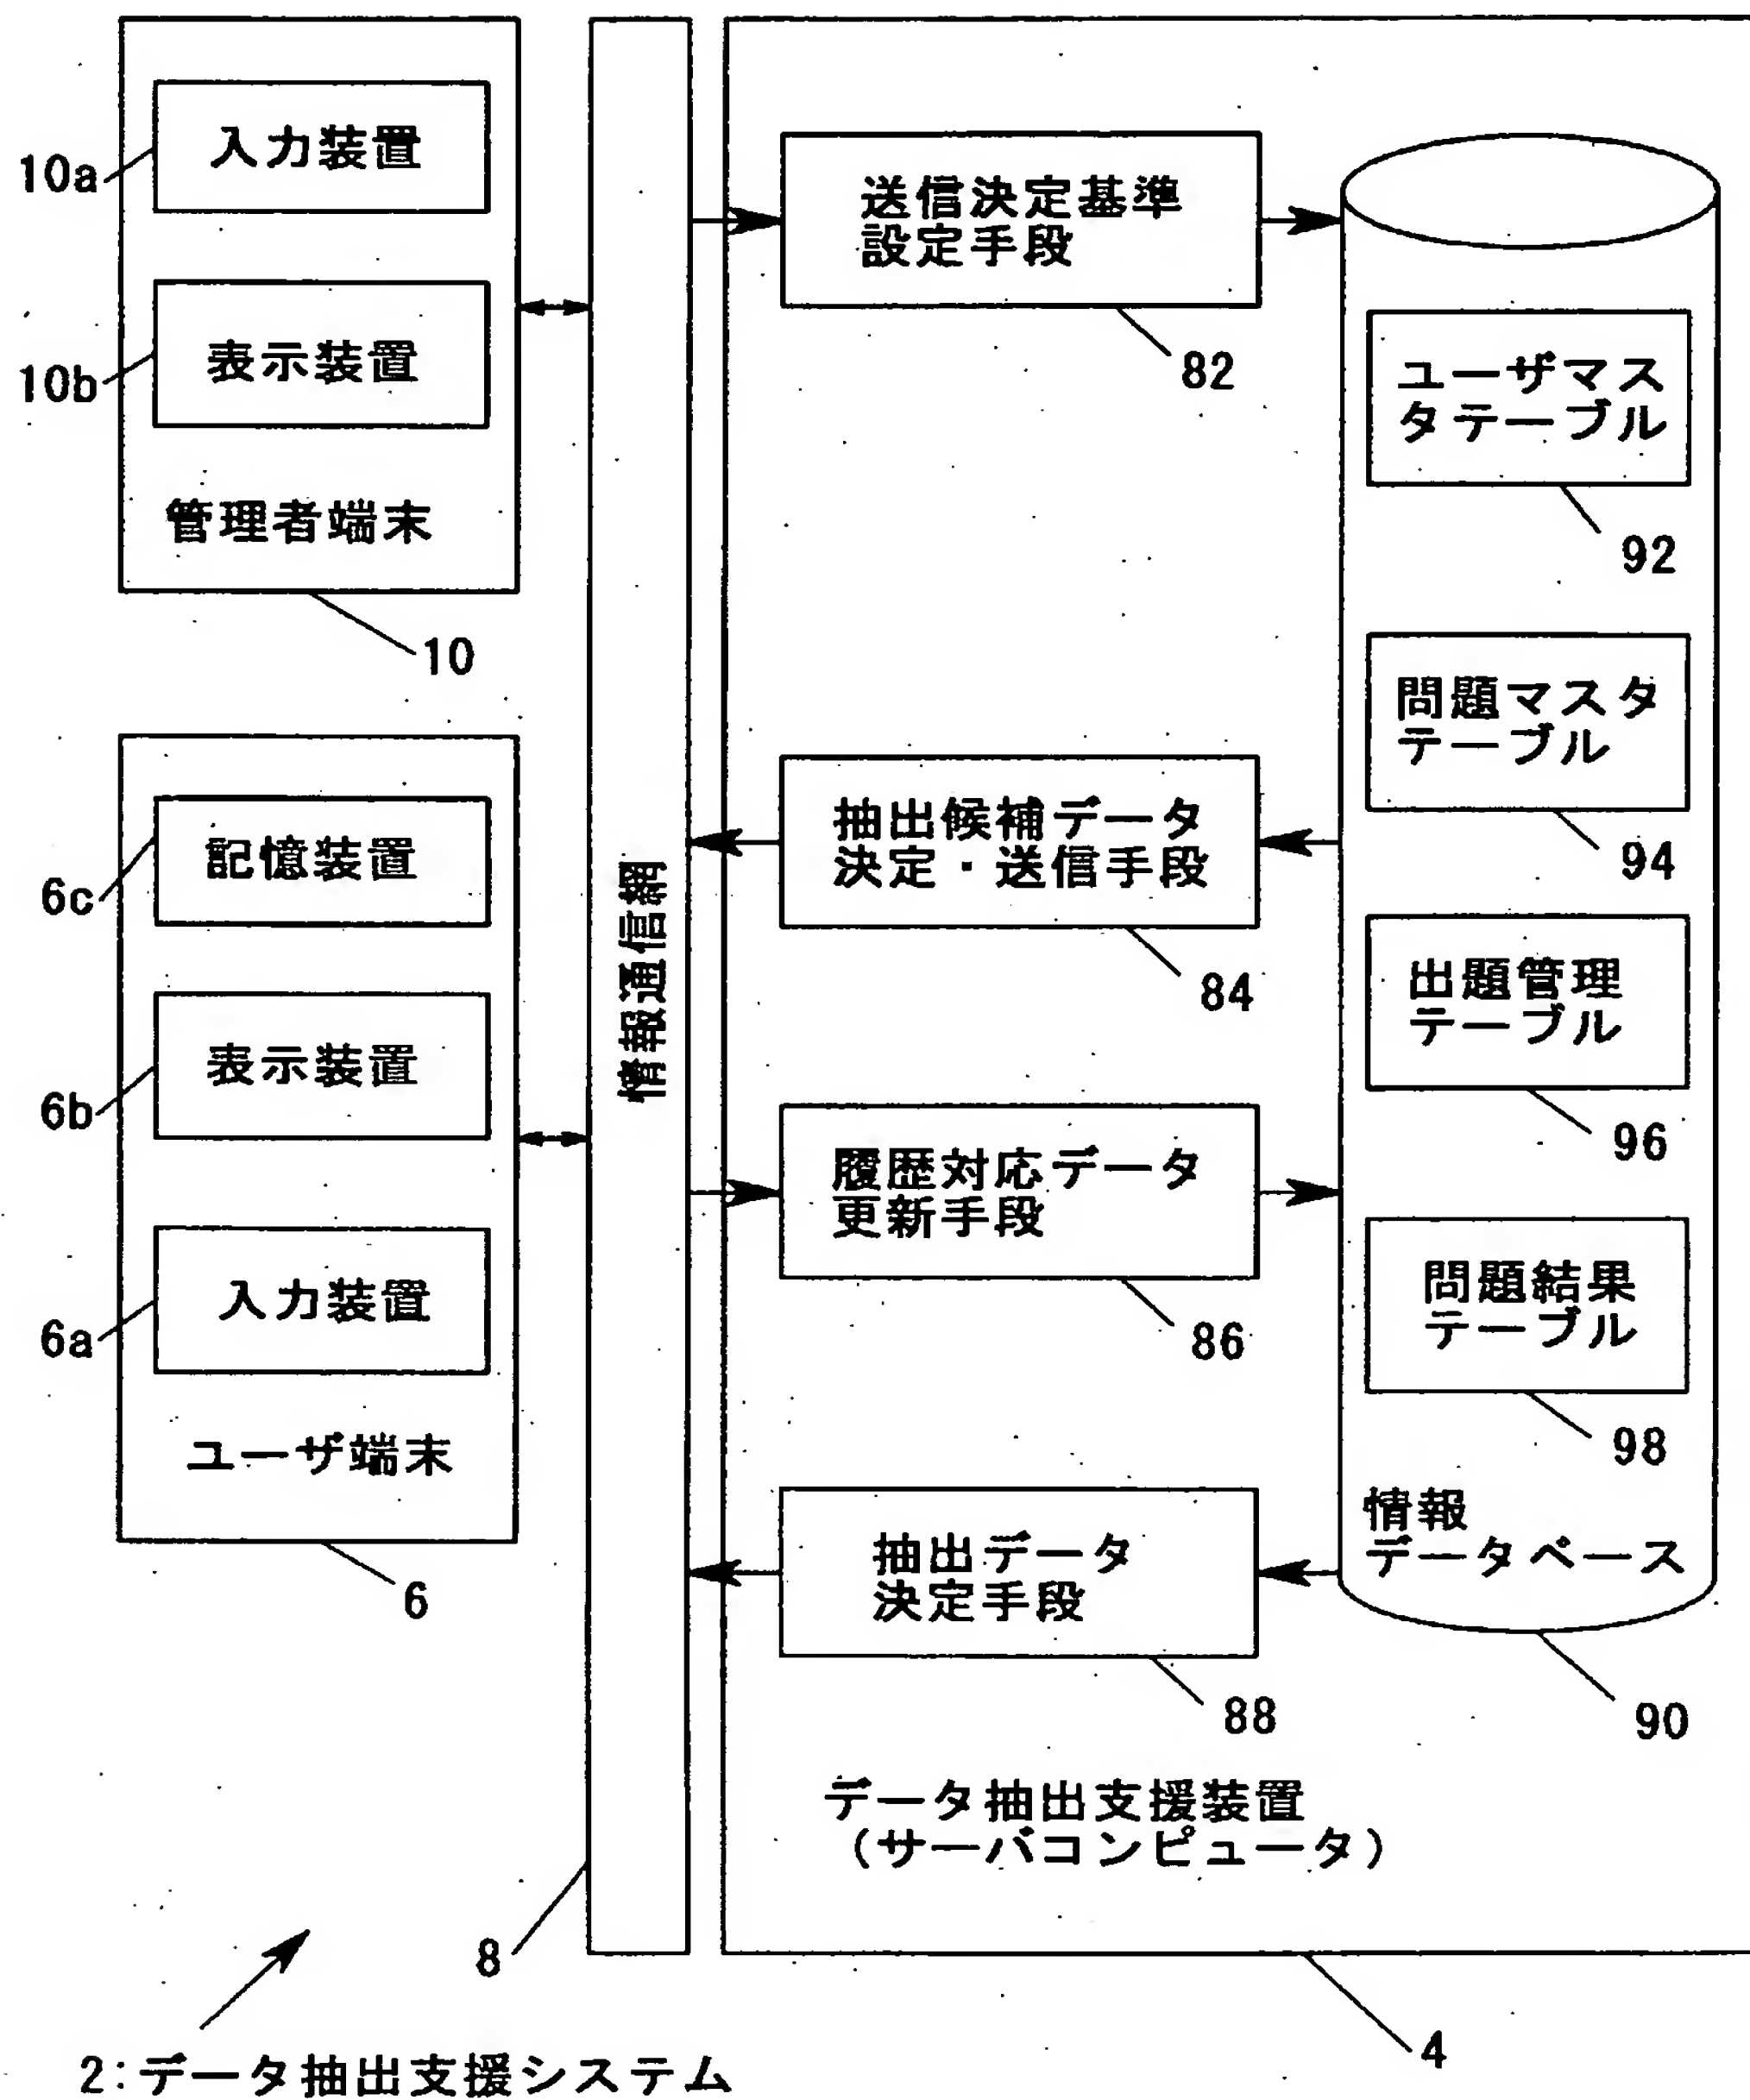 入力装置
10a
表示装置
10b
管理者端末
10
記憶装置
6c
表示装置
6b
入力装置
6a
ユーザ端末
6
情報通信網
8
送信決定基準
設定手段
82
抽出候補データ
決定・送信手段
84
履歴対応データ
更新手段
86
抽出データ
決定手段
88
ユーザマス
タテーブル
92
問題マスタ
テーブル
94
出題管理
テーブル
96
問題結果
テーブル
98
情報
データベース
90
データ抽出支援装置
(サーバコンピュータ)
4
2:データ抽出支援システム